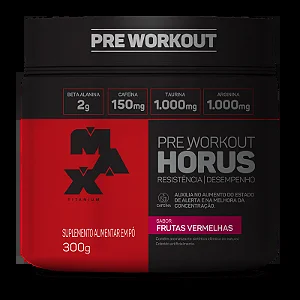 PRE WORKOUT
BETA ALANINA
2g
CAFEÍNA
150mg
TAURINA
1.000mg
ARGININA
1.000mg
MAX
TITANIUM
SUPLEMENTO ALIMENTAR EM PÓ
300g
PRE WORKOUT
HORUS
RESISTÊNCIA | DESEMPENHO
AUXILIA NO AUMENTO DO ESTADO
DE ALERTA E NA MELHORA DA
CONCENTRAÇÃO.
SABOR
FRUTAS VERMELHAS